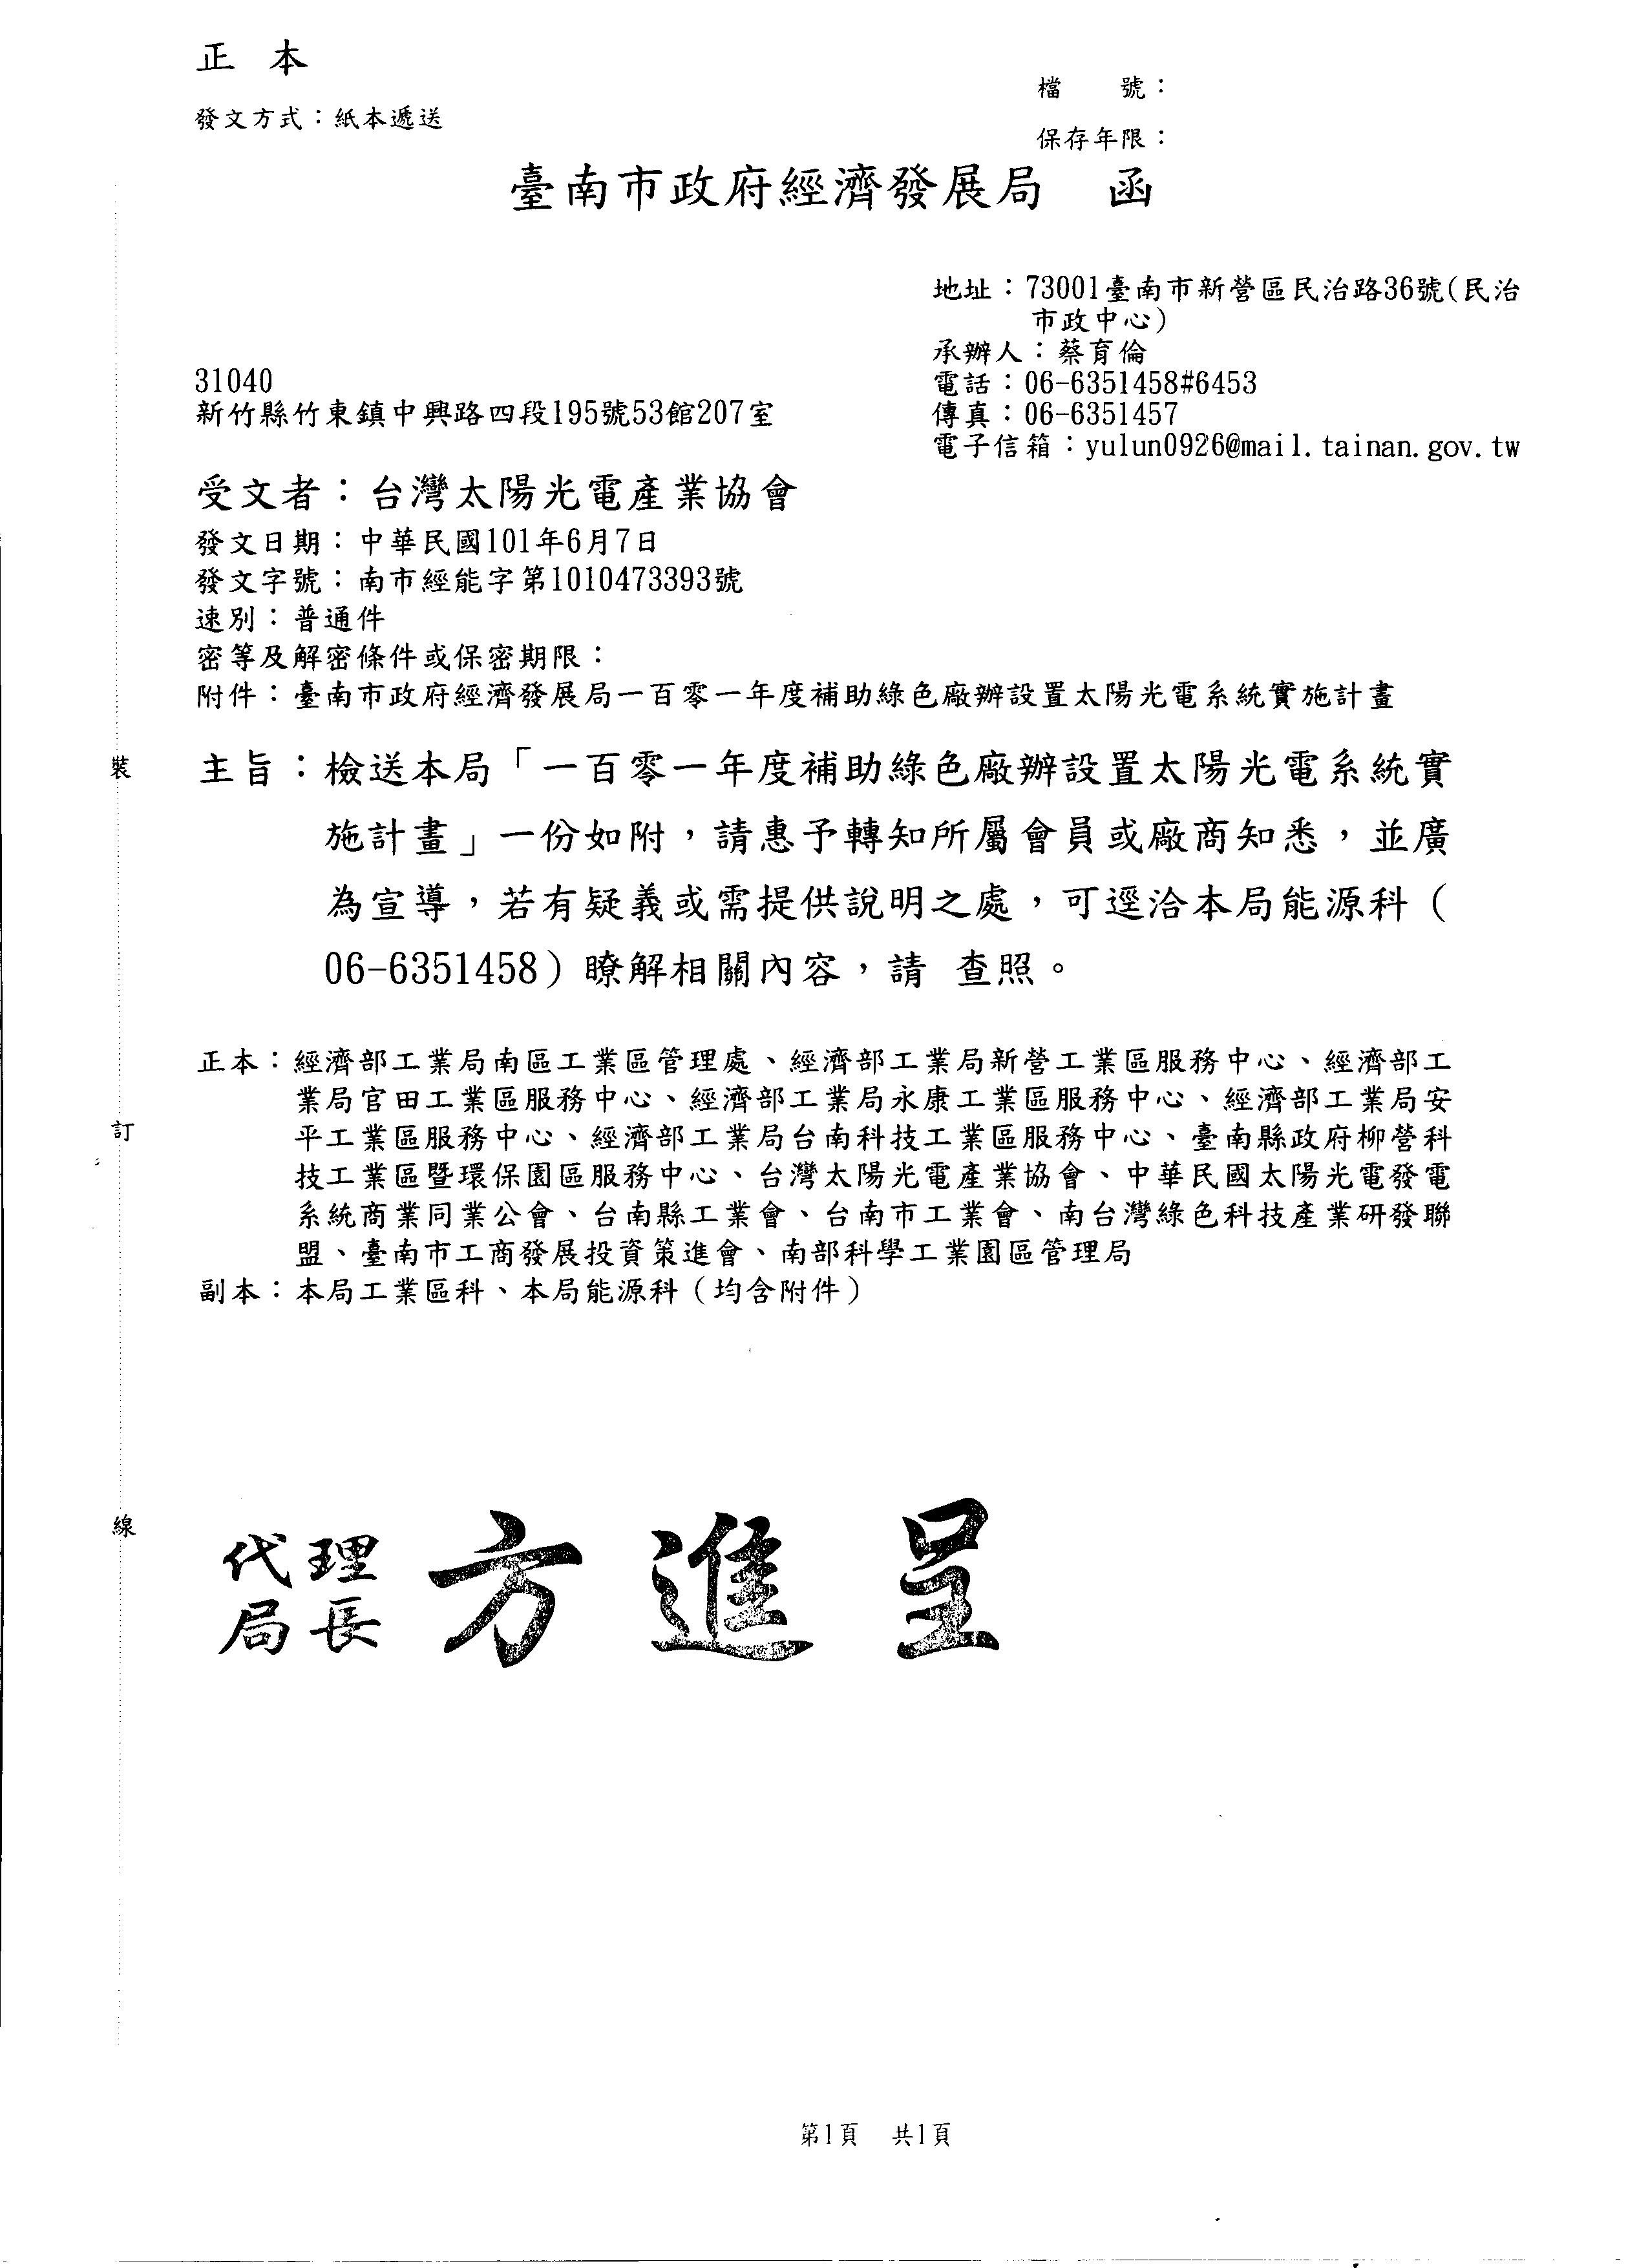 正　本
發文方式：紙本遞送
檔　　號：
保存年限：
臺南市政府經濟發展局　函
地址：73001臺南市新營區民治路36號(民治
市政中心)
承辦人：蔡育倫
電話：06-6351458#6453
傳真：06-6351457
電子信箱：yulun0926@mail.tainan.gov.tw
31040
新竹縣竹東鎮中興路四段195號53館207室
受文者：台灣太陽光電產業協會
發文日期：中華民國101年6月7日
發文字號：南市經能字第1010473393號
速別：普通件
密等及解密條件或保密期限：
附件：臺南市政府經濟發展局一百零一年度補助綠色廠辦設置太陽光電系統實施計畫
主旨：檢送本局「一百零一年度補助綠色廠辦設置太陽光電系統實
施計畫」一份如附，請惠予轉知所屬會員或廠商知悉，並廣
為宣導，若有疑義或需提供說明之處，可逕洽本局能源科（
06-6351458）瞭解相關內容，請 查照。
正本：經濟部工業局南區工業區管理處、經濟部工業局新營工業區服務中心、經濟部工
業局官田工業區服務中心、經濟部工業局永康工業區服務中心、經濟部工業局安
平工業區服務中心、經濟部工業局台南科技工業區服務中心、臺南縣政府柳營科
技工業區暨環保園區服務中心、台灣太陽光電產業協會、中華民國太陽光電發電
系統商業同業公會、台南縣工業會、台南市工業會、南台灣綠色科技產業研發聯
盟、臺南市工商發展投資策進會、南部科學工業園區管理局
副本：本局工業區科、本局能源科（均含附件）
裝
訂
線
代理
局長
方進呈
第1頁　共1頁